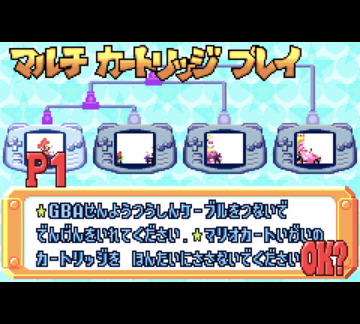 マルチ カートリッジ プレイ
P1
★GBAせんようつうしんケーブルをつないで
でんげんをいれてください.★マリオカートいがいの
カートリッジを ぜったいにささないでください
OK?